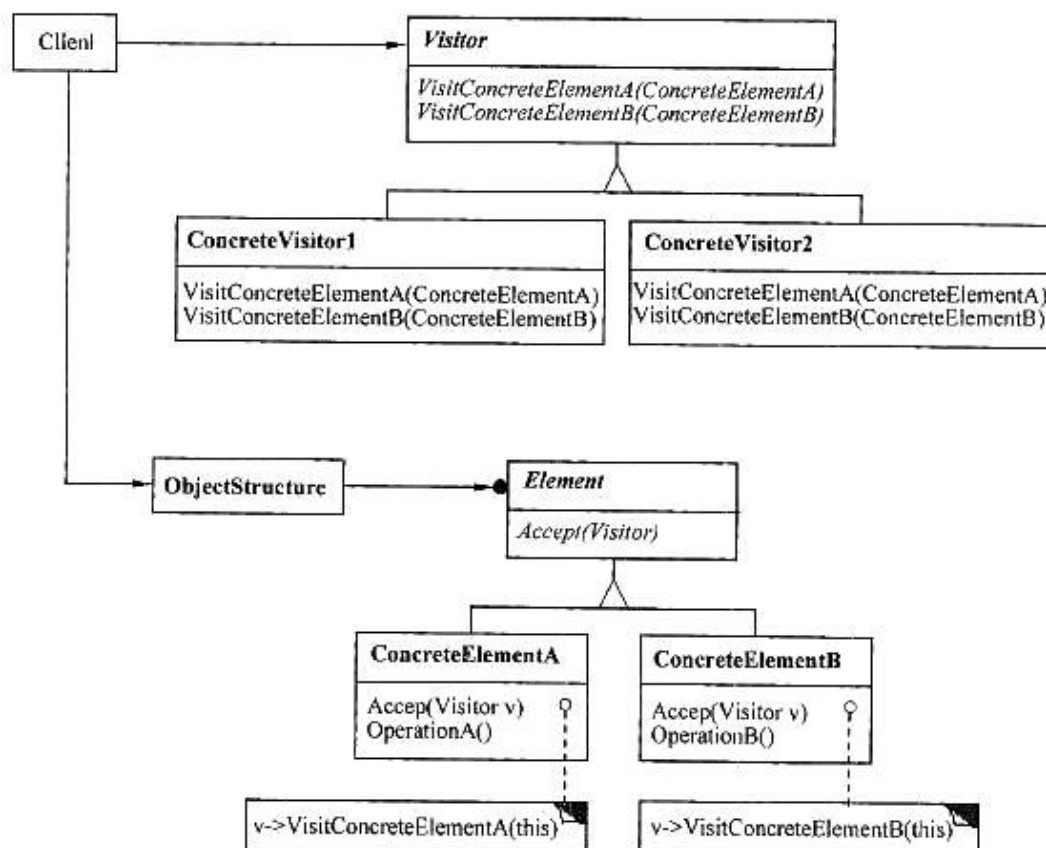 Client
Visitor
VisitConcreteElementA(ConcreteElementA)
VisitConcreteElementB(ConcreteElementB)
ConcreteVisitor1
VisitConcreteElementA(ConcreteElementA)
VisitConcreteElementB(ConcreteElementB)
ConcreteVisitor2
VisitConcreteElementA(ConcreteElementA)
VisitConcreteElementB(ConcreteElementB)
ObjectStructure
Element
Accept(Visitor)
ConcreteElementA
Accep(Visitor v)
OperationA()
ConcreteElementB
Accep(Visitor v)
OperationB()
v->VisitConcreteElementA(this)
v->VisitConcreteElementB(this)